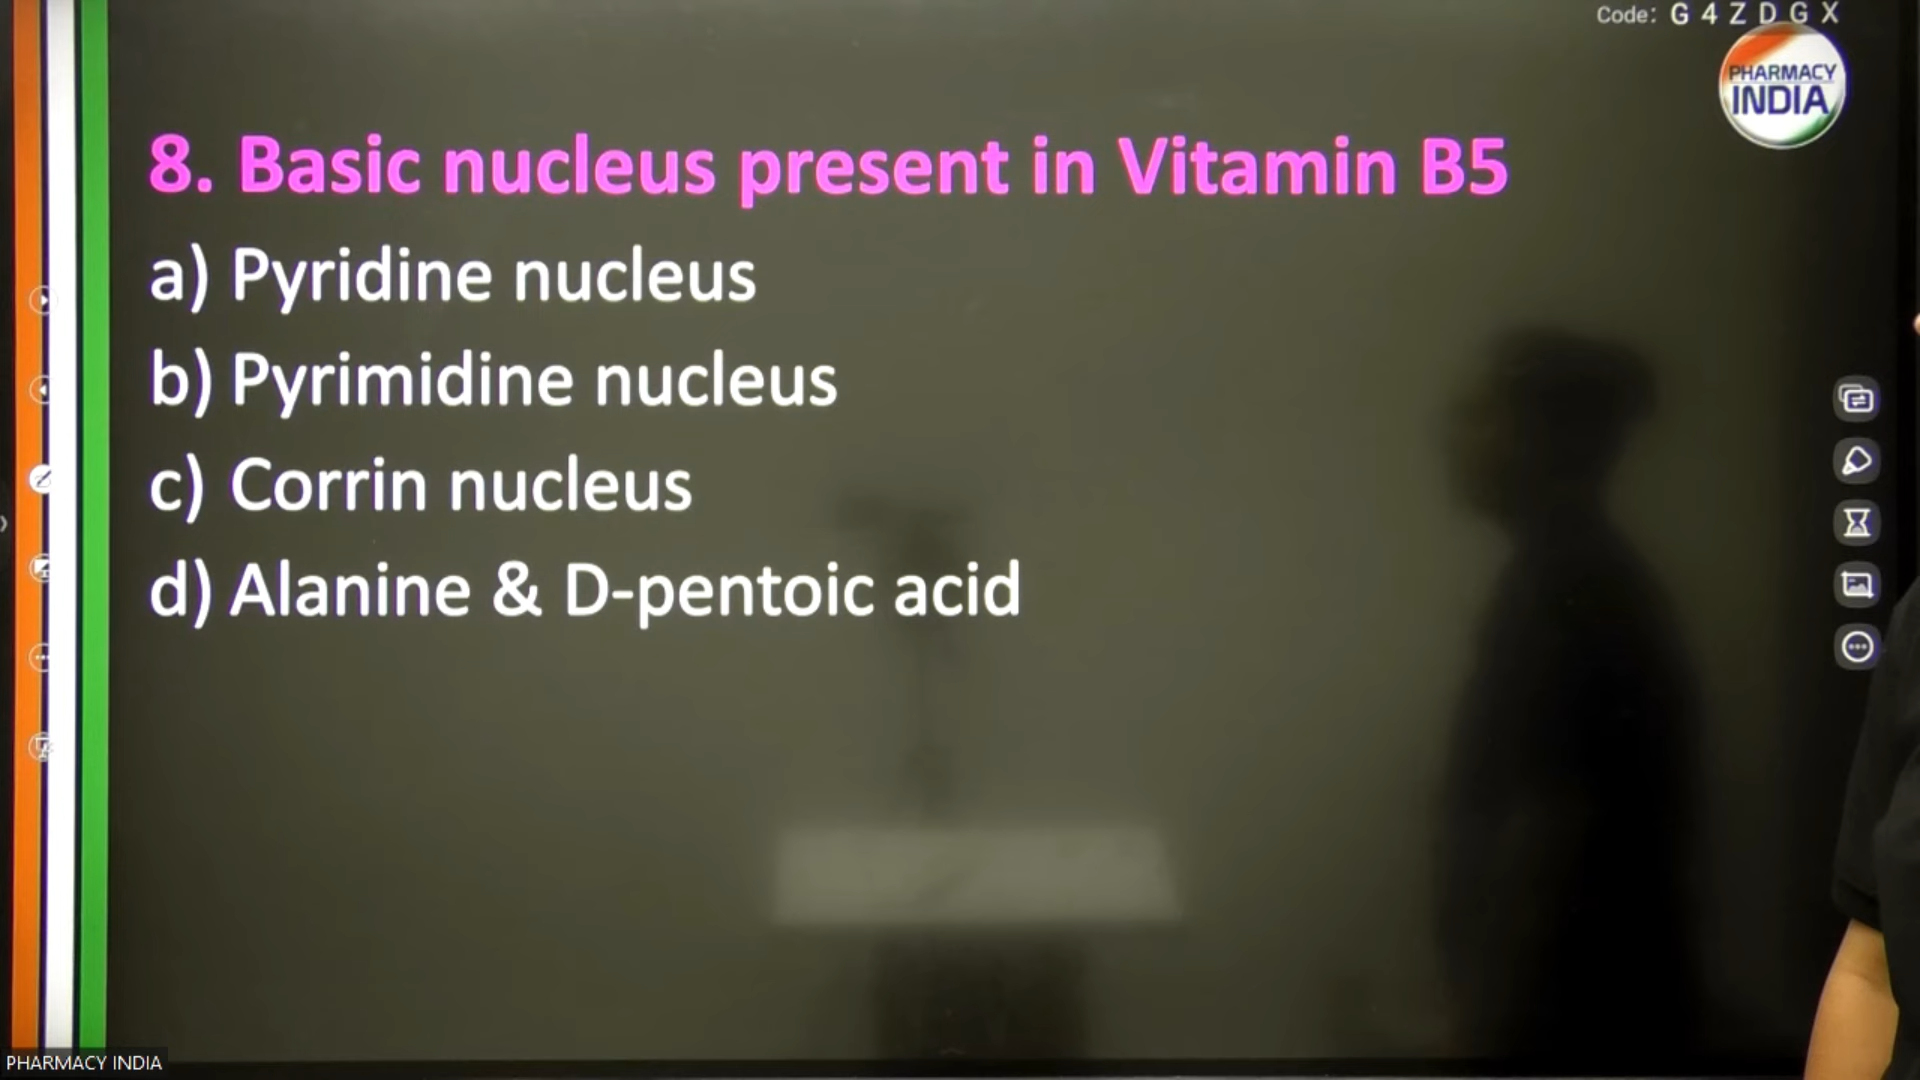 Code: G 4 Z D G X
PHARMACY
INDIA
8. Basic nucleus present in Vitamin B5
a) Pyridine nucleus
b) Pyrimidine nucleus
c) Corrin nucleus
d) Alanine & D-pentoic acid
PHARMACY INDIA